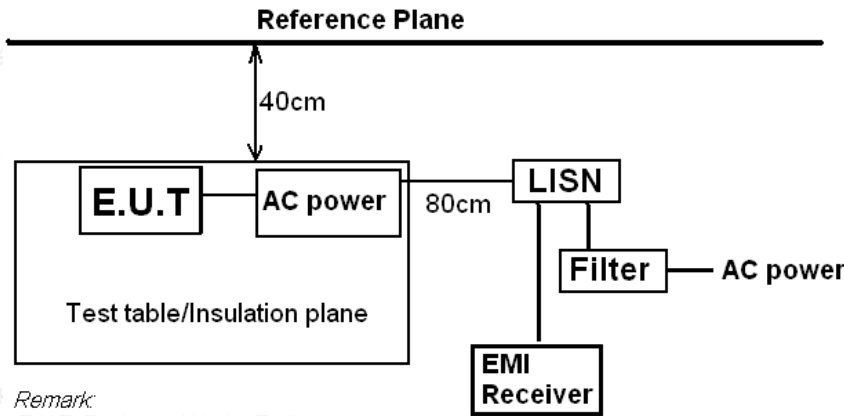 Reference Plane
40cm
E.U.T
AC power
80cm
LISN
Filter
AC power
Test table/Insulation plane
EMI
Receiver
Remark: